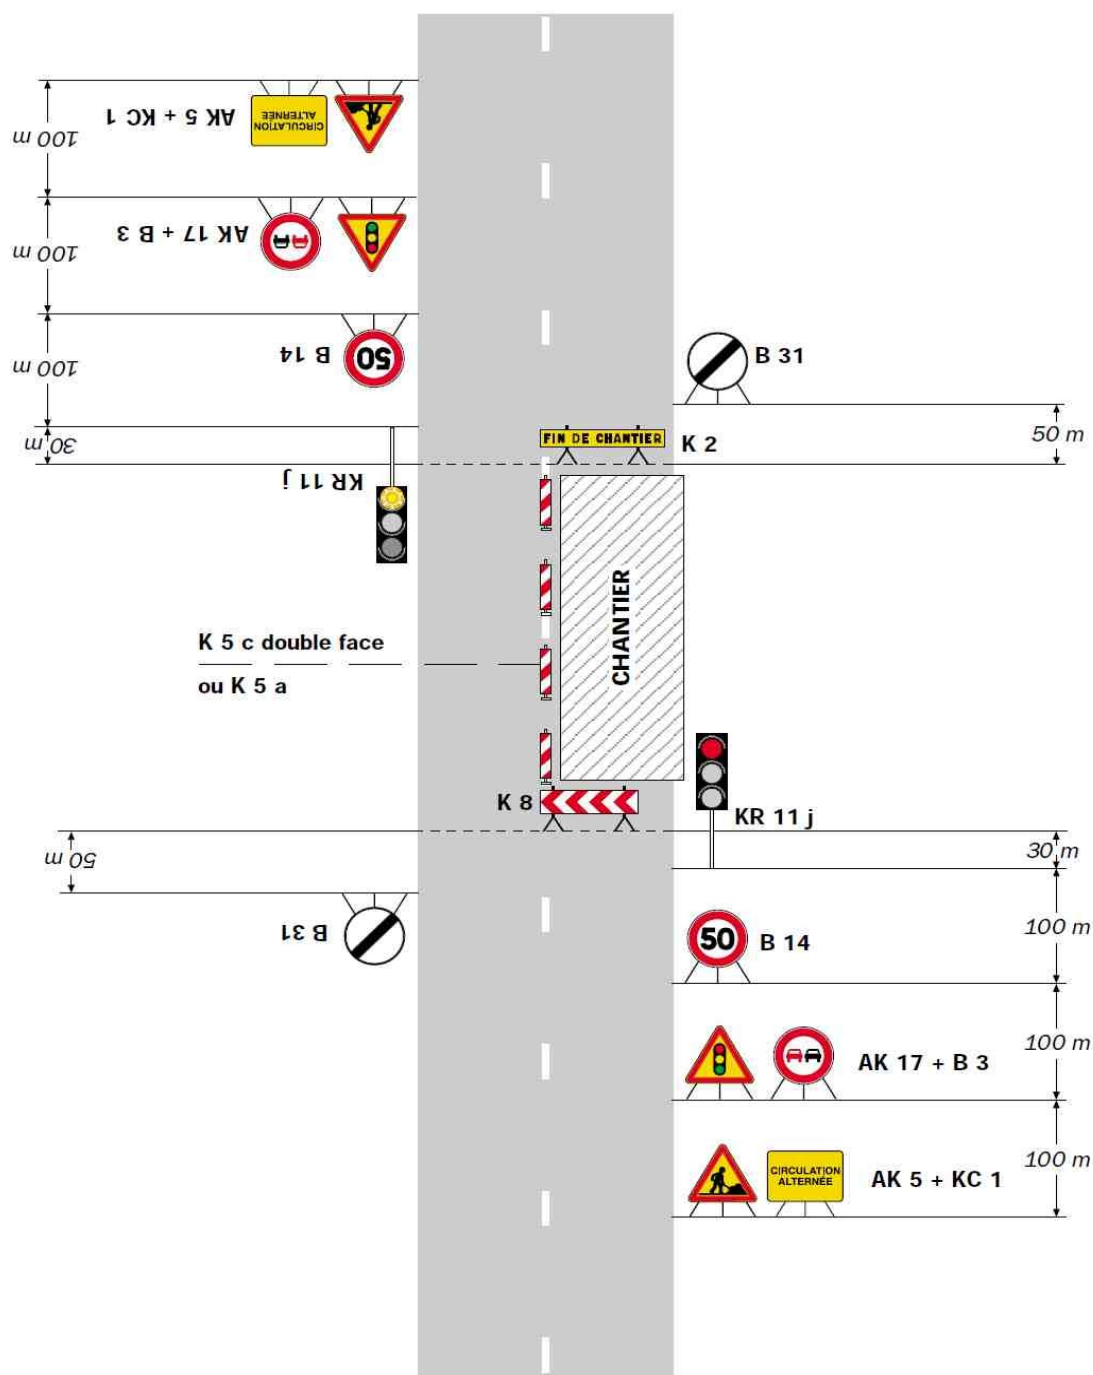 AK 5 + KC 1
CIRCULATION
ALTERNÉE
100 m
AK 17 + B 3
100 m
B 14
50
100 m
B 31
30 m
50 m
FIN DE CHANTIER
K 2
KR 11 j
CHANTIER
K 5 c double face
ou K 5 a
K 8
KR 11 j
50 m
30 m
B 31
50
B 14
100 m
AK 17 + B 3
100 m
CIRCULATION
ALTERNÉE
AK 5 + KC 1
100 m